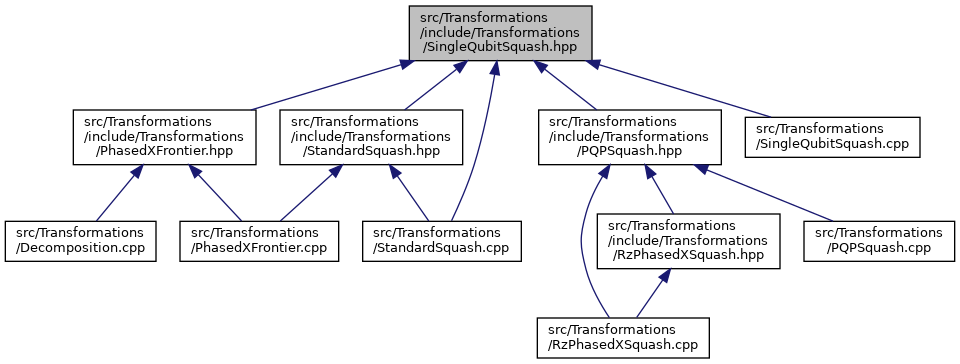 src/Transformations
/include/Transformations
/SingleQubitSquash.hpp
src/Transformations
/include/Transformations
/PhasedXFrontier.hpp
src/Transformations
/include/Transformations
/StandardSquash.hpp
src/Transformations
/include/Transformations
/PQPSquash.hpp
src/Transformations
/SingleQubitSquash.cpp
src/Transformations
/Decomposition.cpp
src/Transformations
/PhasedXFrontier.cpp
src/Transformations
/StandardSquash.cpp
src/Transformations
/include/Transformations
/RzPhasedXSquash.hpp
src/Transformations
/PQPSquash.cpp
src/Transformations
/RzPhasedXSquash.cpp